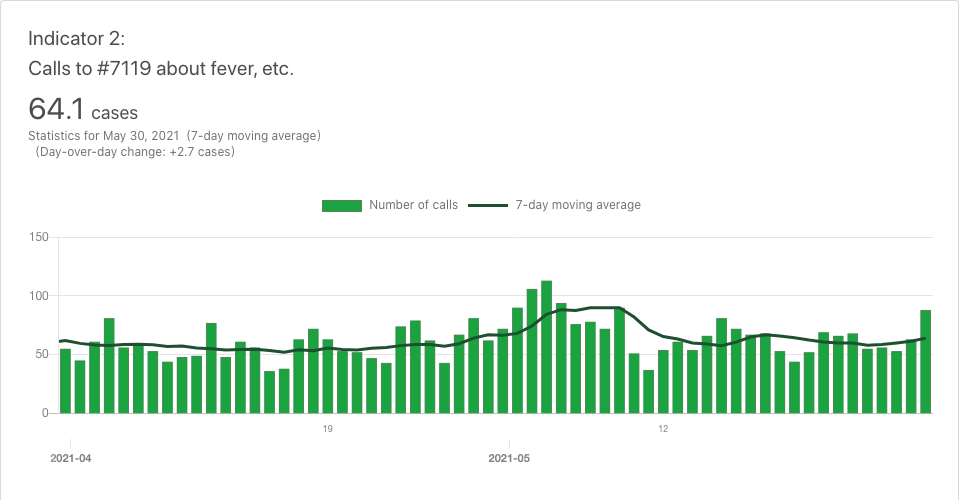 Indicator 2:
Calls to #7119 about fever, etc.
64.1 cases
Statistics for May 30, 2021 (7-day moving average)
(Day-over-day change: +2.7 cases)
Number of calls 7-day moving average
150
100
50
0
19 12
2021-04 2021-05